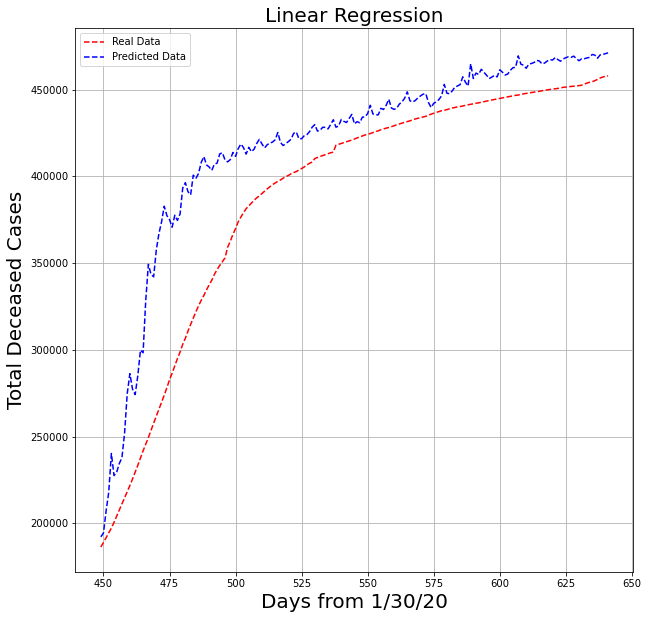 Linear Regression
Real Data
Predicted Data
Total Deceased Cases
450000
400000
350000
300000
250000
200000
450 475 500 525 550 575 600 625 650
Days from 1/30/20